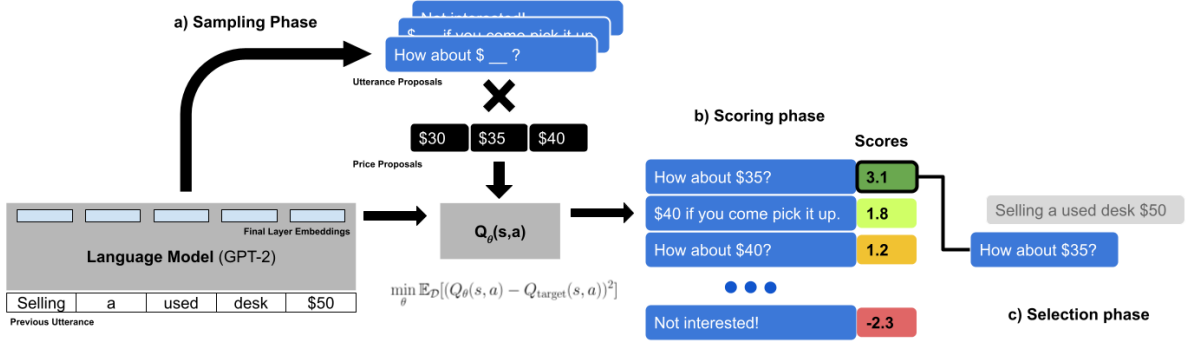 a) Sampling Phase
Not interested!
$ __ if you come pick it up
How about $ __ ?
Utterance Proposals
$30 $35 $40
Price Proposals
Final Layer Embeddings
Language Model (GPT-2)
Selling a used desk $50
Previous Utterance
Qθ(s,a)
min θ 𝔼_D[(Qθ(s, a) − Qtarget(s, a))²]
b) Scoring phase
Scores
How about $35? 3.1
$40 if you come pick it up. 1.8
How about $40? 1.2
Not interested! -2.3
Selling a used desk $50
How about $35?
c) Selection phase